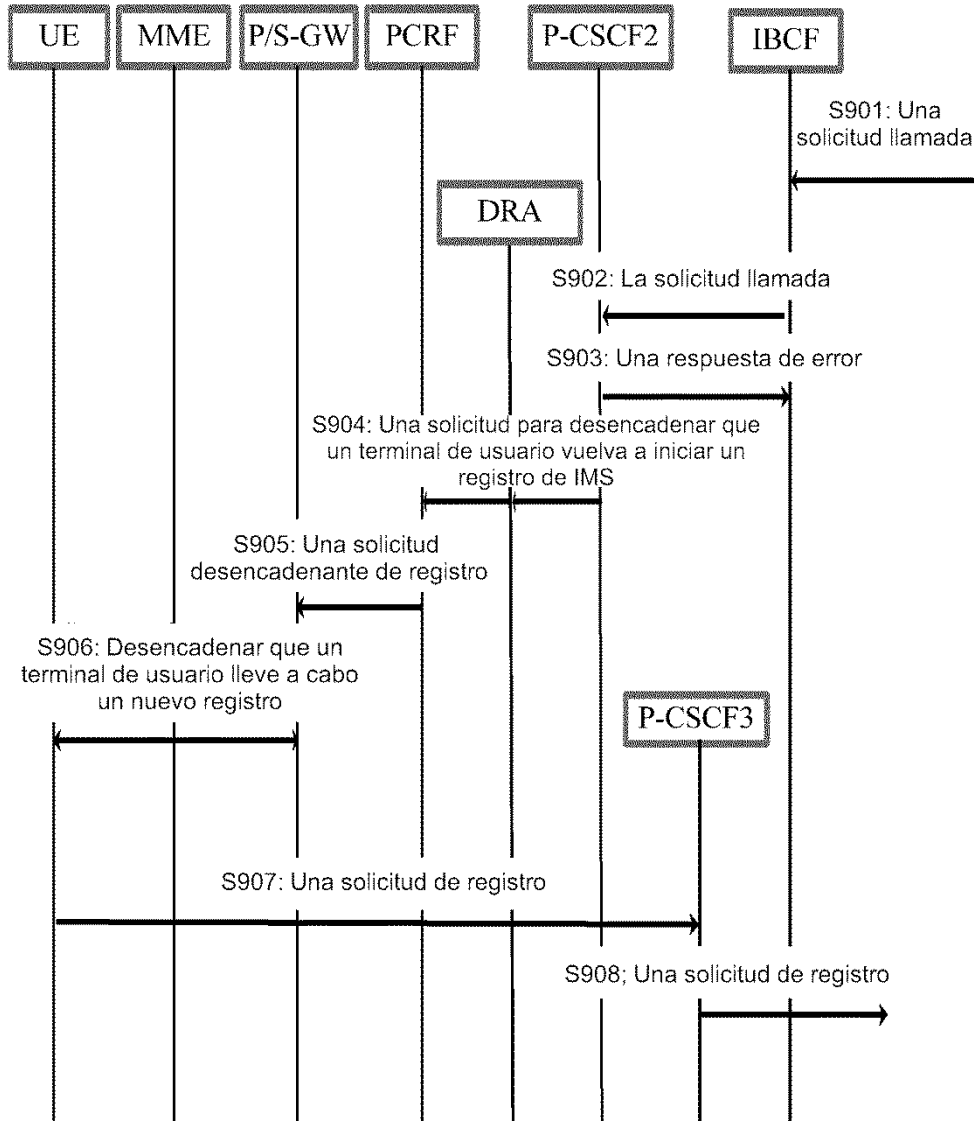 UE
MME
P/S-GW
PCRF
P-CSCF2
IBCF
S901: Una
solicitud llamada
DRA
S902: La solicitud llamada
S903: Una respuesta de error
S904: Una solicitud para desencadenar que
un terminal de usuario vuelva a iniciar un
registro de IMS
S905: Una solicitud
desencadenante de registro
S906: Desencadenar que un
terminal de usuario lleve a cabo
un nuevo registro
P-CSCF3
S907: Una solicitud de registro
S908; Una solicitud de registro